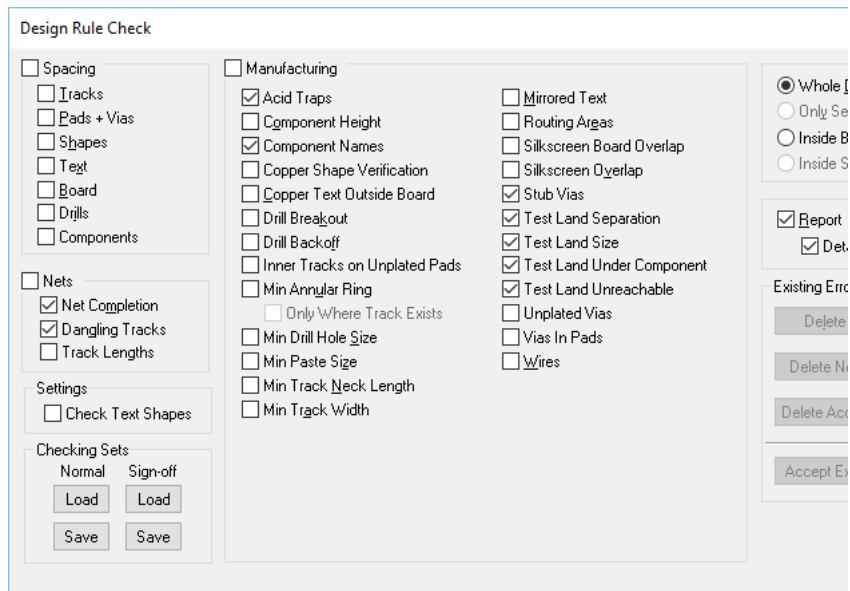 Design Rule Check
Spacing
Tracks
Pads + Vias
Shapes
Text
Board
Drills
Components
Nets
Net Completion
Dangling Tracks
Track Lengths
Settings
Check Text Shapes
Checking Sets
Normal Sign-off
Load Load
Save Save
Manufacturing
Acid Traps
Component Height
Component Names
Copper Shape Verification
Copper Text Outside Board
Drill Breakout
Drill Backoff
Inner Tracks on Unplated Pads
Min Annular Ring
Only Where Track Exists
Min Drill Hole Size
Min Paste Size
Min Track Neck Length
Min Track Width
Mirrored Text
Routing Areas
Silkscreen Board Overlap
Silkscreen Overlap
Stub Vias
Test Land Separation
Test Land Size
Test Land Under Component
Test Land Unreachable
Unplated Vias
Vias In Pads
Wires
Whole
Only Se
Inside B
Inside S
Report
Det
Existing Erro
Delete
Delete N
Delete Acc
Accept Ex